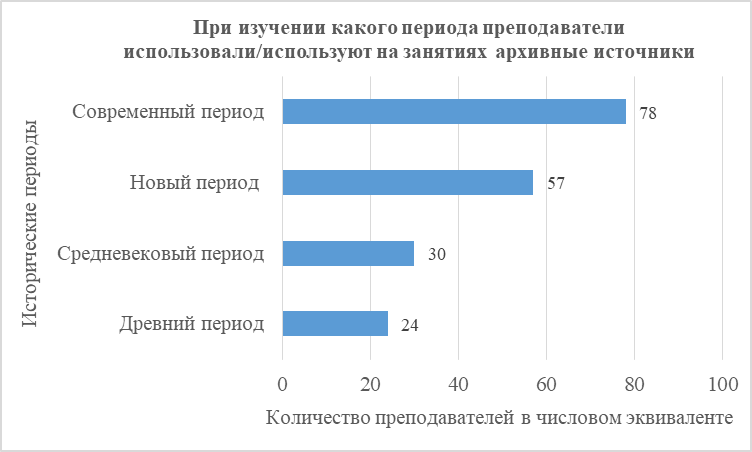 При изучении какого периода преподаватели
использовали/используют на занятиях архивные источники
Исторические периоды
Современный период
78
Новый период
57
Средневековый период
30
Древний период
24
0 20 40 60 80 100
Количество преподавателей в числовом эквиваленте